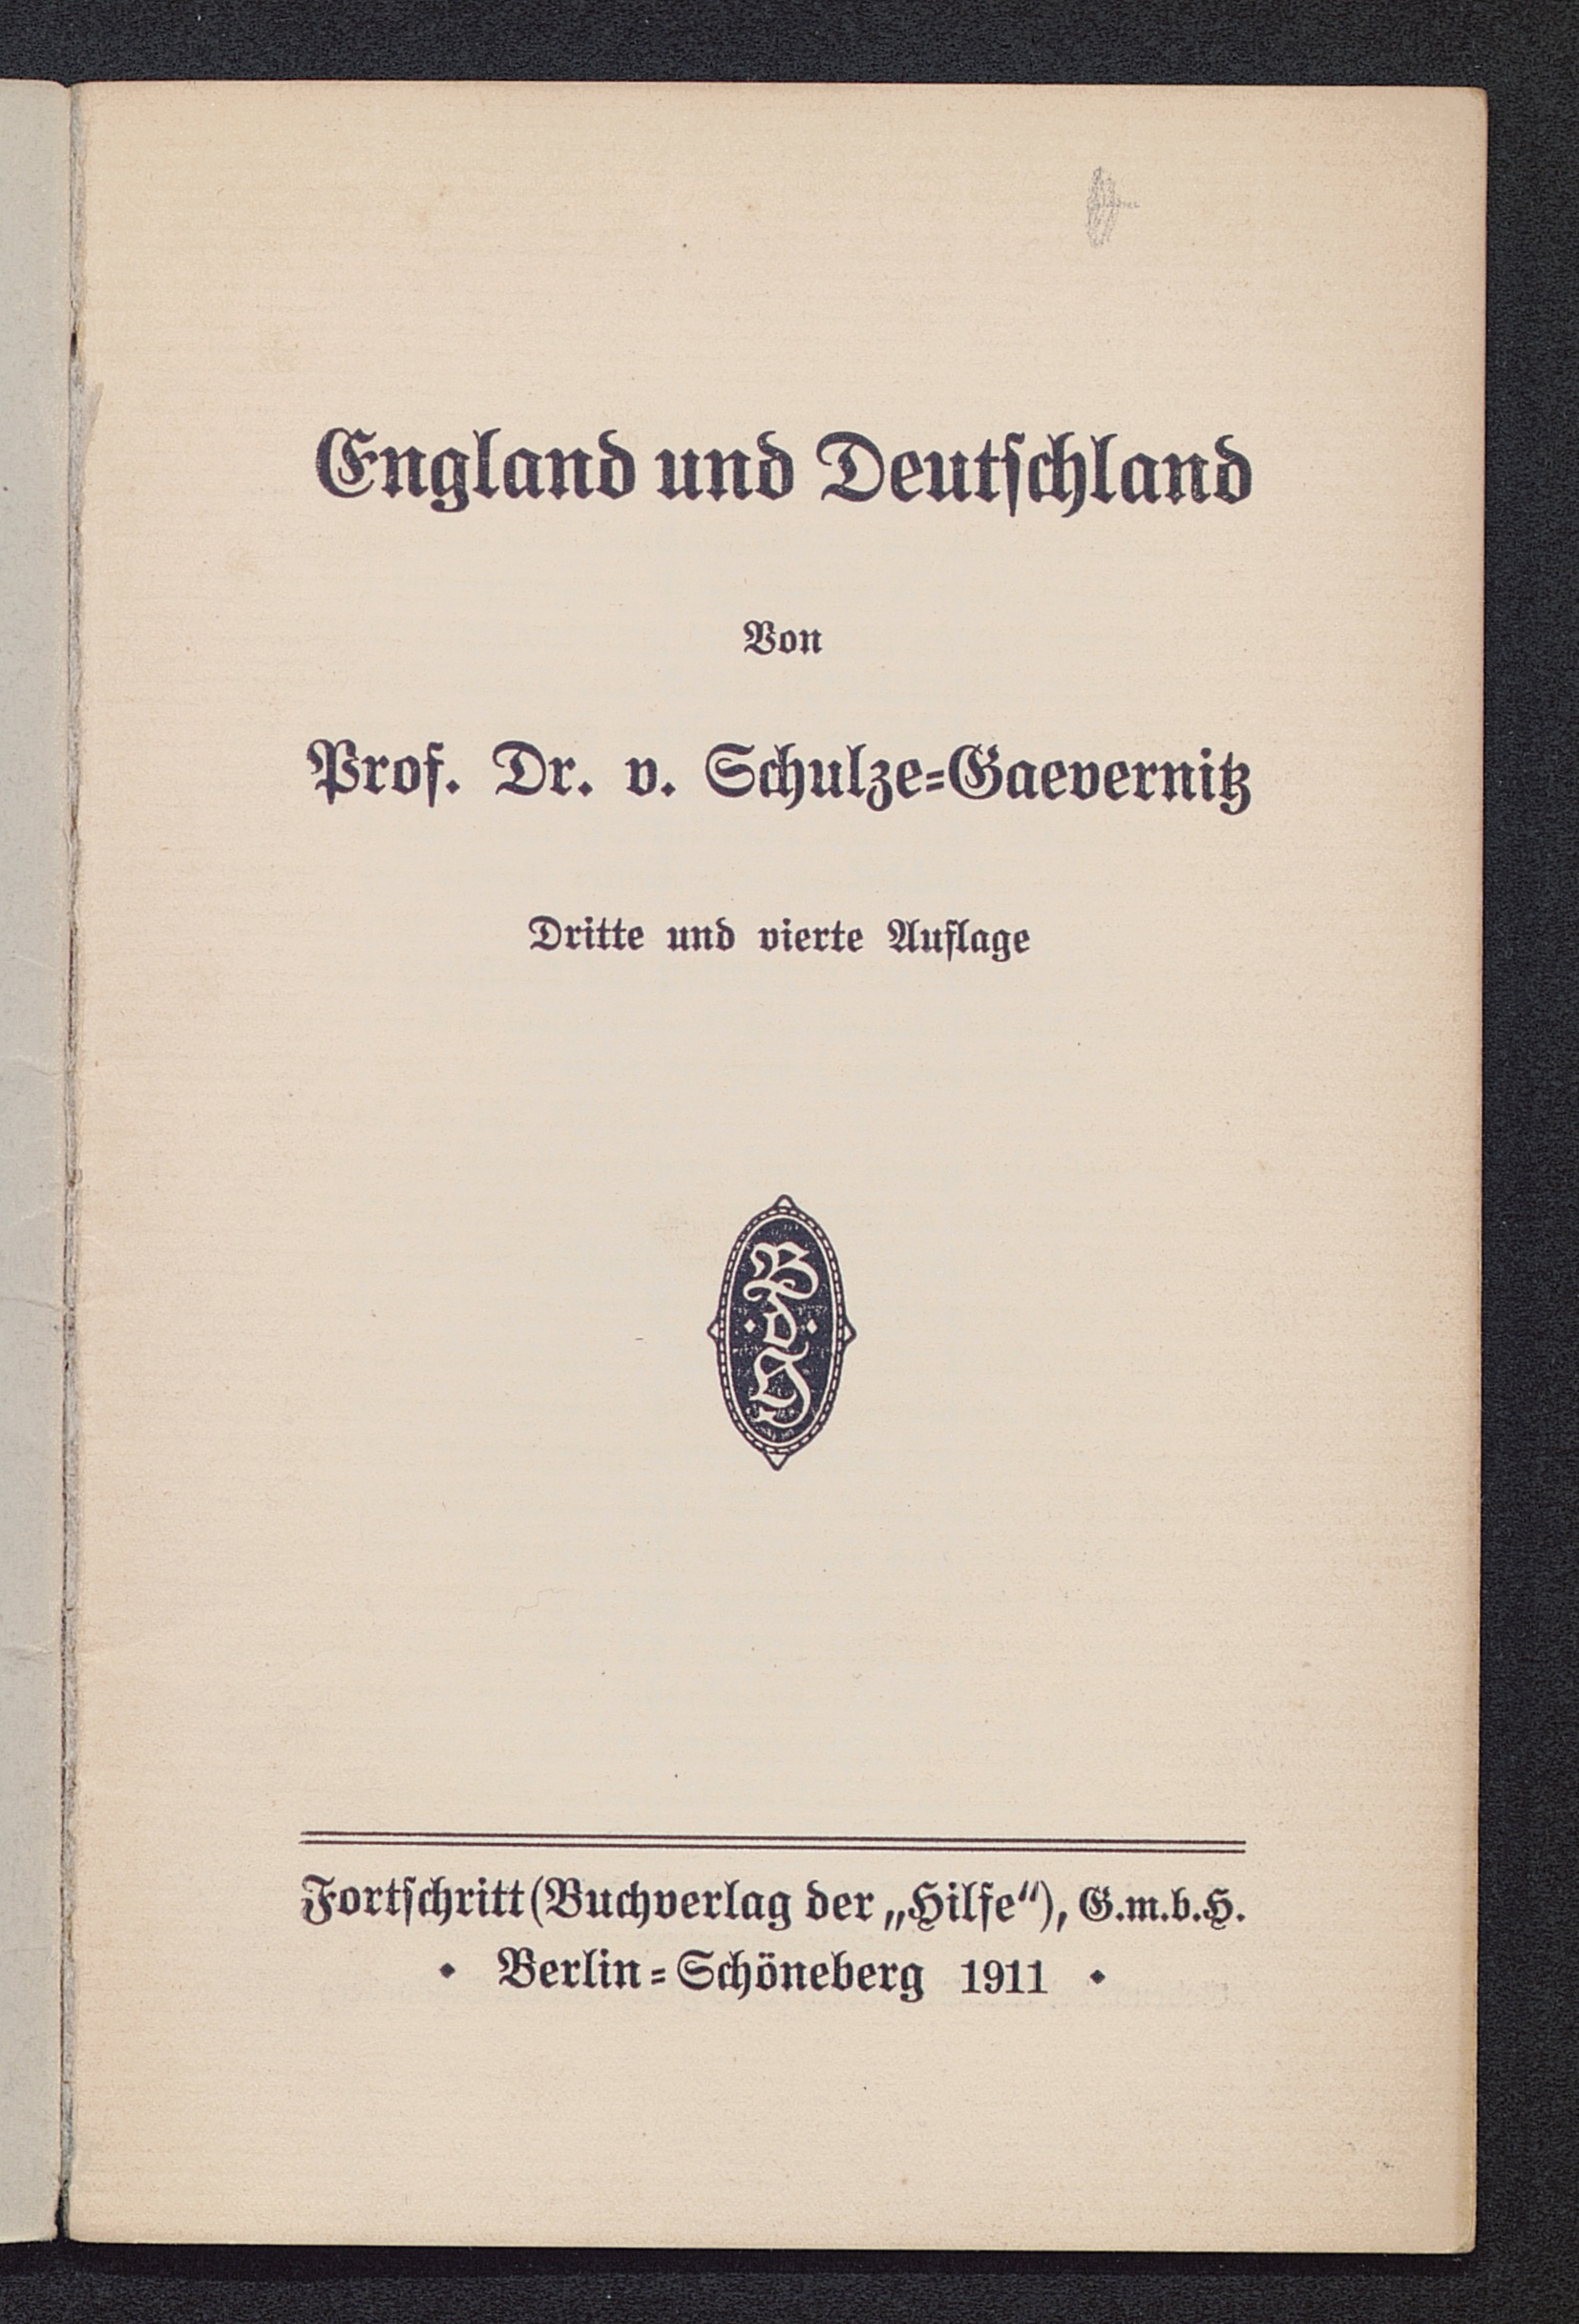 England und Deutschland
Von
Prof. Dr. v. Schulze-Gaevernitz
Dritte und vierte Auflage
B
d
H
Fortschritt (Buchverlag der „Hilfe“), G.m.b.H.
Berlin-Schöneberg 1911